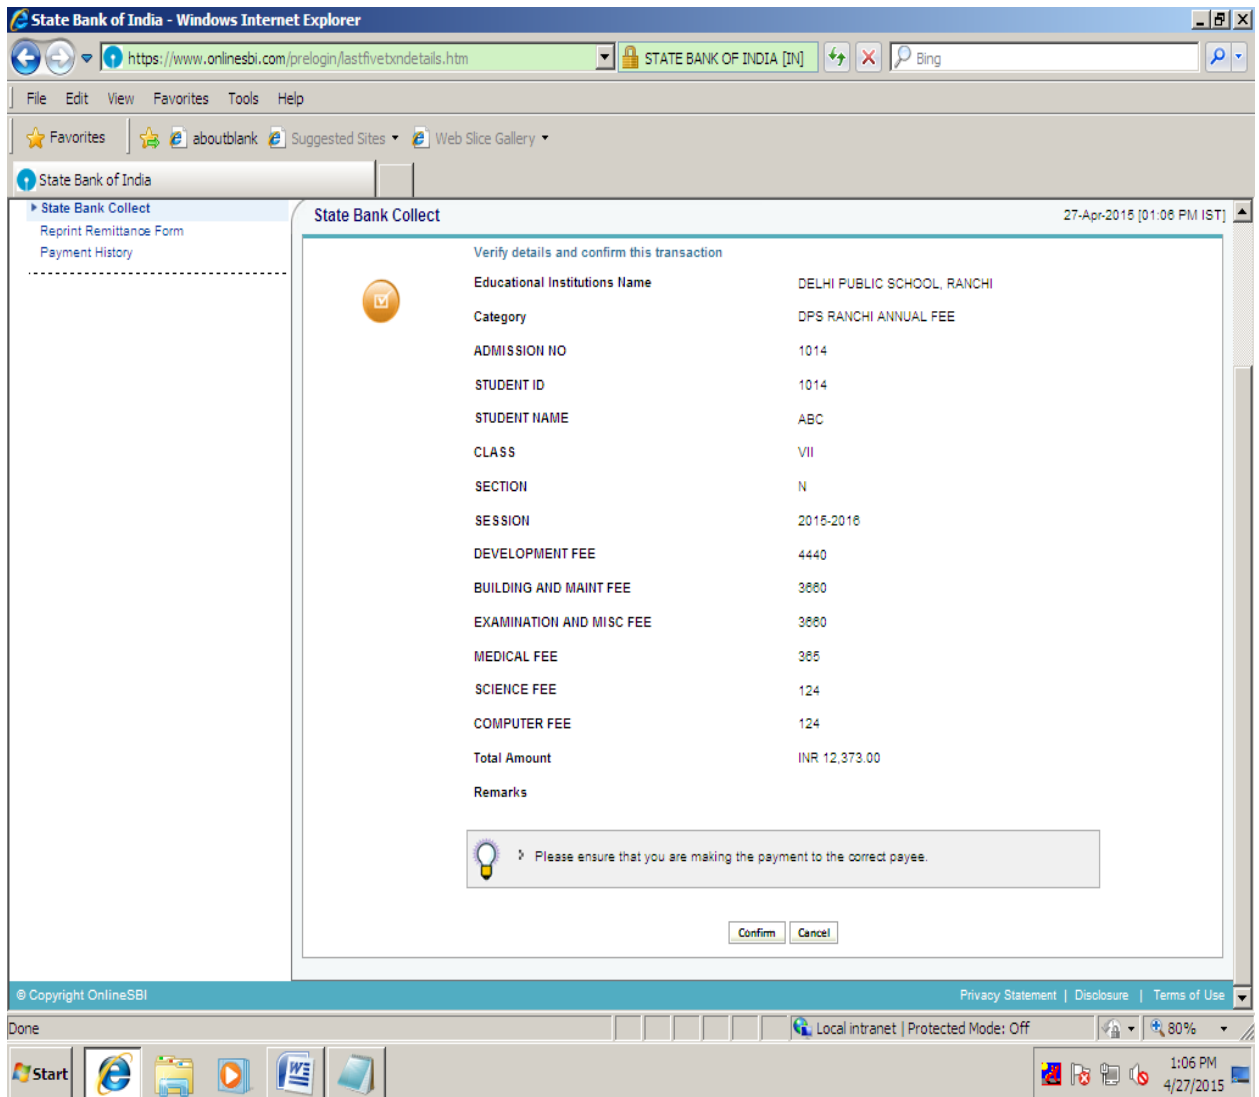 State Bank of India - Windows Internet Explorer
https://www.onlinesbi.com/prelogin/lastfivetxndetails.htm STATE BANK OF INDIA [IN] Bing
File Edit View Favorites Tools Help
Favorites aboutblank Suggested Sites Web Slice Gallery
State Bank of India
State Bank Collect
Reprint Remittance Form
Payment History
State Bank Collect 27-Apr-2015 [01:06 PM IST]
Verify details and confirm this transaction
Educational Institutions Name DELHI PUBLIC SCHOOL, RANCHI
Category DPS RANCHI ANNUAL FEE
ADMISSION NO 1014
STUDENT ID 1014
STUDENT NAME ABC
CLASS VII
SECTION N
SESSION 2015-2016
DEVELOPMENT FEE 4440
BUILDING AND MAINT FEE 3660
EXAMINATION AND MISC FEE 3660
MEDICAL FEE 365
SCIENCE FEE 124
COMPUTER FEE 124
Total Amount INR 12,373.00
Remarks
Please ensure that you are making the payment to the correct payee.
Confirm Cancel
© Copyright OnlineSBI Privacy Statement | Disclosure | Terms of Use
Done Local intranet | Protected Mode: Off 80%
Start 1:06 PM
4/27/2015